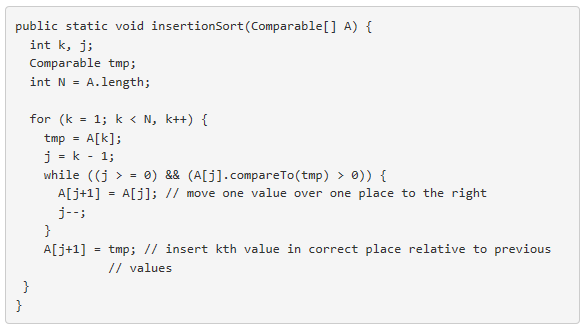 public static void insertionSort(Comparable[] A) {
  int k, j;
  Comparable tmp;
  int N = A.length;

  for (k = 1; k < N, k++) {
    tmp = A[k];
    j = k - 1;
    while ((j > = 0) && (A[j].compareTo(tmp) > 0)) {
      A[j+1] = A[j]; // move one value over one place to the right
      j--;
    }
    A[j+1] = tmp; // insert kth value in correct place relative to previous
            // values
 }
}